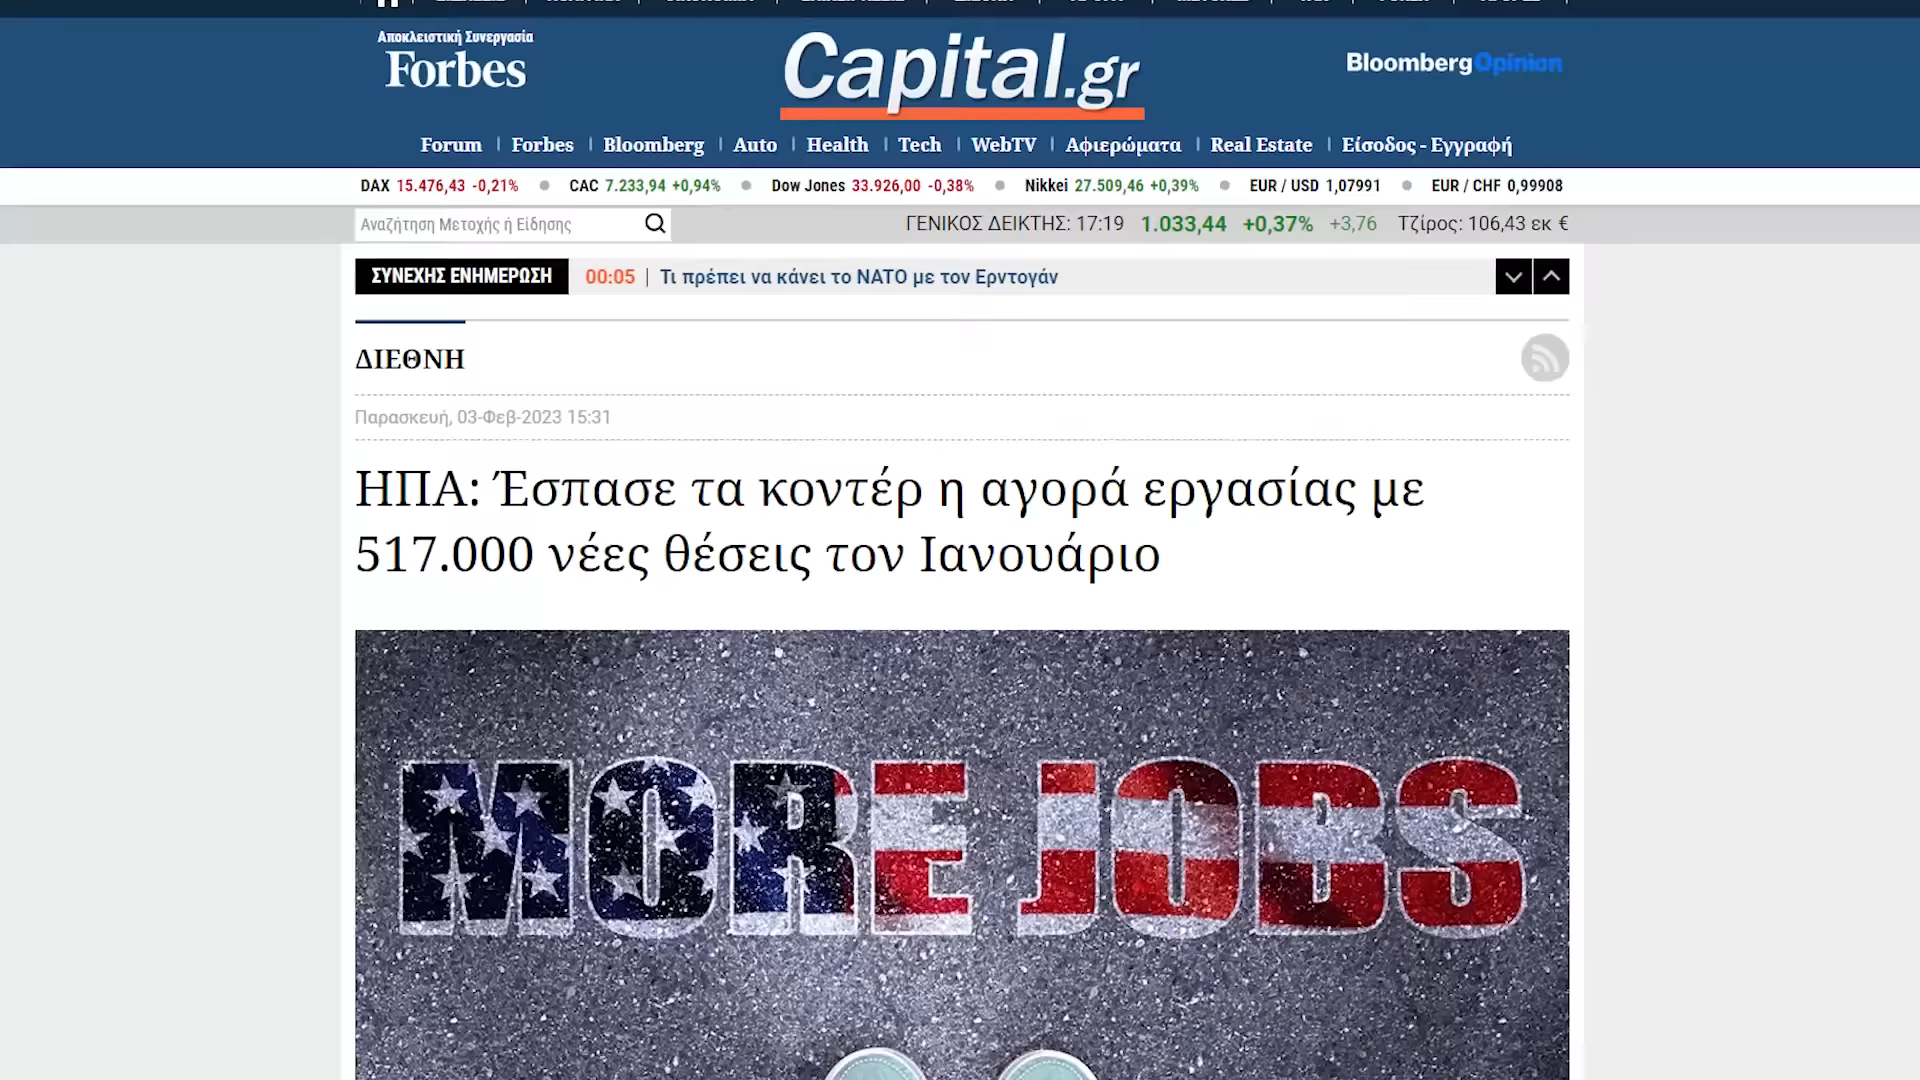 Αποκλειστική Συνεργασία
Forbes
Capital.gr
BloombergOpinion
Forum | Forbes | Bloomberg | Auto | Health | Tech | WebTV | Αφιερώματα | Real Estate | Είσοδος - Εγγραφή
DAX 15.476,43 -0,21% CAC 7.233,94 +0,94% Dow Jones 33.926,00 -0,38% Nikkei 27.509,46 +0,39% EUR / USD 1,07991 EUR / CHF 0,99908
Αναζήτηση Μετοχής ή Είδησης ΓΕΝΙΚΟΣ ΔΕΙΚΤΗΣ: 17:19 1.033,44 +0,37% +3,76 Τζίρος: 106,43 εκ €
ΣΥΝΕΧΗΣ ΕΝΗΜΕΡΩΣΗ 00:05 | Τι πρέπει να κάνει το ΝΑΤΟ με τον Ερντογάν
ΔΙΕΘΝΗ
Παρασκευή, 03-Φεβ-2023 15:31
ΗΠΑ: Έσπασε τα κοντέρ η αγορά εργασίας με
517.000 νέες θέσεις τον Ιανουάριο
MORE JOBS